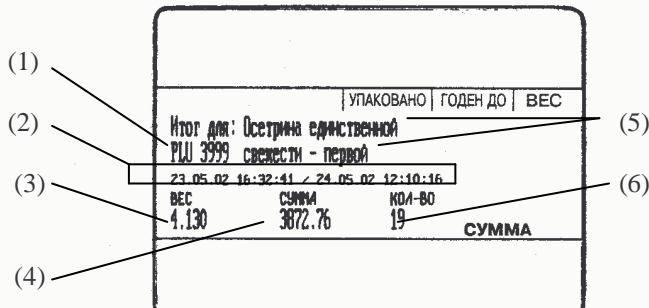 (1)
(2)
(3)
(4)
(5)
(6)
УПАКОВАНО ГОДЕН ДО ВЕС
Итог для: Осетрина единственной
PLU 3999 свежести - первой
23.05.02 16:32:41 / 24.05.02 12:10:16
ВЕС СУММА КОЛ-ВО
4.130 3872.76 19
СУММА